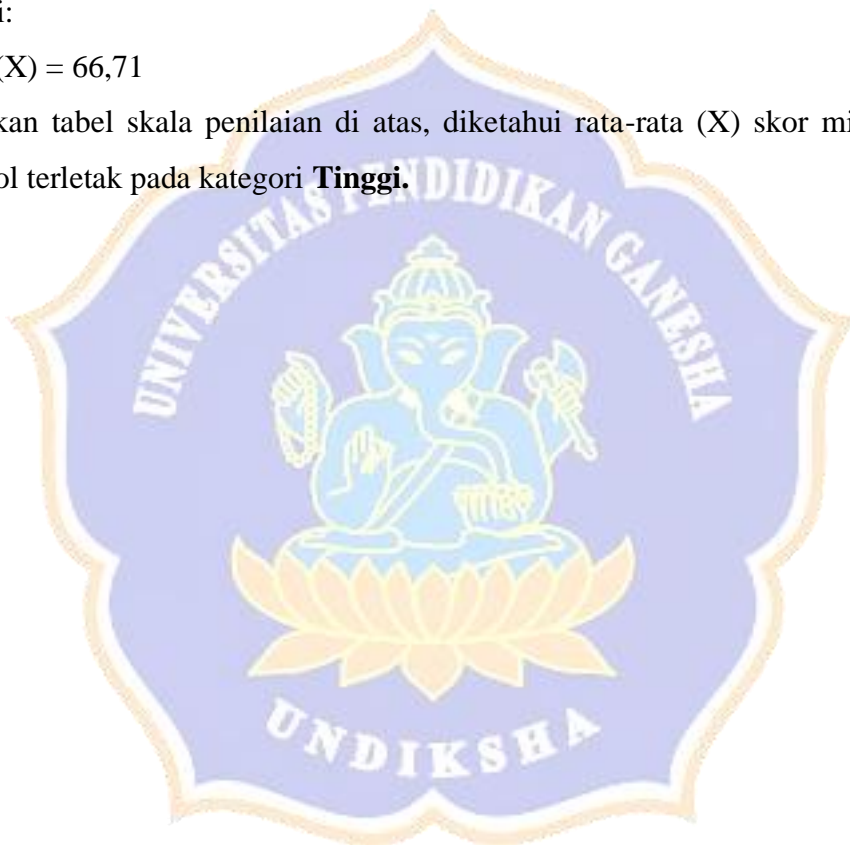 i:
(X) = 66,71
kan tabel skala penilaian di atas, diketahui rata-rata (X) skor mi
ol terletak pada kategori Tinggi.
UNIVERSITAS PENDIDIKAN GANESHA
UNDIKSHA